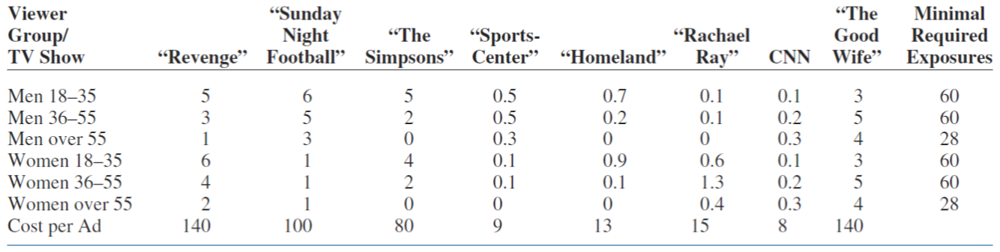 Viewer “Sunday “The Minimal
Group/ Night “The “Sports- “Rachael Good Required
TV Show “Revenge” Football” Simpsons” Center” “Homeland” Ray” CNN Wife” Exposures
Men 18–35 5 6 5 0.5 0.7 0.1 0.1 3 60
Men 36–55 3 5 2 0.5 0.2 0.1 0.2 5 60
Men over 55 1 3 0 0.3 0 0 0.3 4 28
Women 18–35 6 1 4 0.1 0.9 0.6 0.1 3 60
Women 36–55 4 1 2 0.1 0.1 1.3 0.2 5 60
Women over 55 2 1 0 0 0 0.4 0.3 4 28
Cost per Ad 140 100 80 9 13 15 8 140